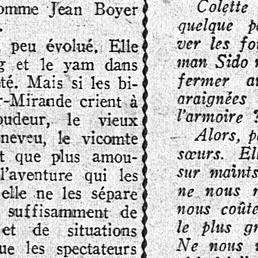 omme Jean Boyer
peu évolué. Elle
g et le yam dans
té. Mais si les bi-
r-Mirande crient à
oudeur, le vieux
neveu, le vicomte
t que plus amou-
l'aventure qui les
elle ne les sépare
suffisamment de
et de situations
ue les spectateurs
Colette
quelque p
ver les fo
man Sido n
fermer au
araignées
l'armoire ?
Alors, p
sœurs. Ell
sur maints
ne nous r
nous coûte
le plus gr
Ne nous v